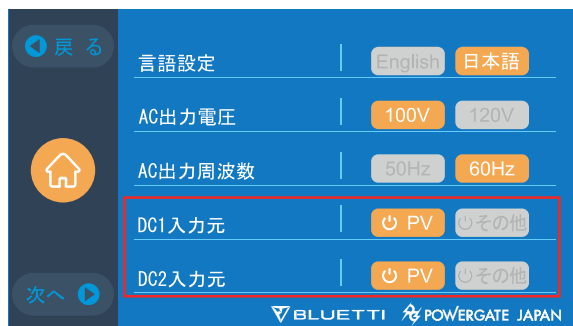 戻る
言語設定 English 日本語
AC出力電圧 100V 120V
AC出力周波数 50Hz 60Hz
DC1入力元 PV その他
DC2入力元 PV その他
次へ
BLUETTI POWERGATE JAPAN